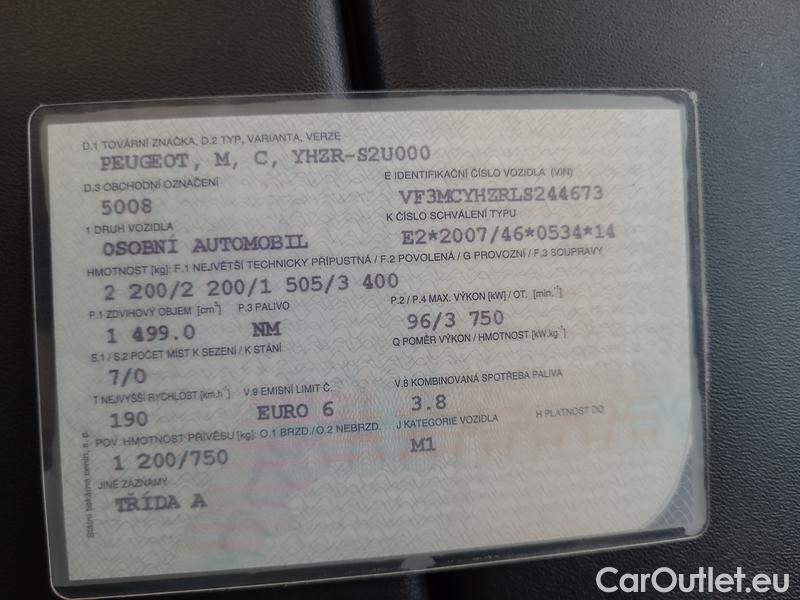 D.1 TOVÁRNÍ ZNAČKA, D.2 TYP, VARIANTA, VERZE
PEUGEOT, M, C, YHZR-S2U000
D.3 OBCHODNÍ OZNAČENÍ
5008
E IDENTIFIKAČNÍ ČÍSLO VOZIDLA (VIN)
VF3MCYHZRLS244673
1 DRUH VOZIDLA
OSOBNÍ AUTOMOBIL
K ČÍSLO SCHVÁLENÍ TYPU
E2*2007/46*0534*14
HMOTNOST [kg]: F.1 NEJVĚTŠÍ TECHNICKY PŘÍPUSTNÁ / F.2 POVOLENÁ / G PROVOZNÍ / F.3 SOUPRAVY
2 200/2 200/1 505/3 400
P.1 ZDVIHOVÝ OBJEM [cm³] P.3 PALIVO
1 499.0 NM
P.2 / P.4 MAX. VÝKON [kW] / OT. [min.⁻¹]
96/3 750
S.1 / S.2 POČET MÍST K SEZENÍ / K STÁNÍ
7/0
Q POMĚR VÝKON / HMOTNOST [kW.kg⁻¹]
T NEJVYŠŠÍ RYCHLOST [km.h⁻¹] V.9 EMISNÍ LIMIT Č.
190 EURO 6
V.8 KOMBINOVANÁ SPOTŘEBA PALIVA
3.8
POV. HMOTNOST PŘÍVĚSU [kg]: O.1 BRZD./O.2 NEBRZD.
1 200/750
J KATEGORIE VOZIDLA H PLATNOST DO
M1
JINÉ ZÁZNAMY
TŘÍDA A
Státní tiskárna cenin, s. p.
CarOutlet.eu